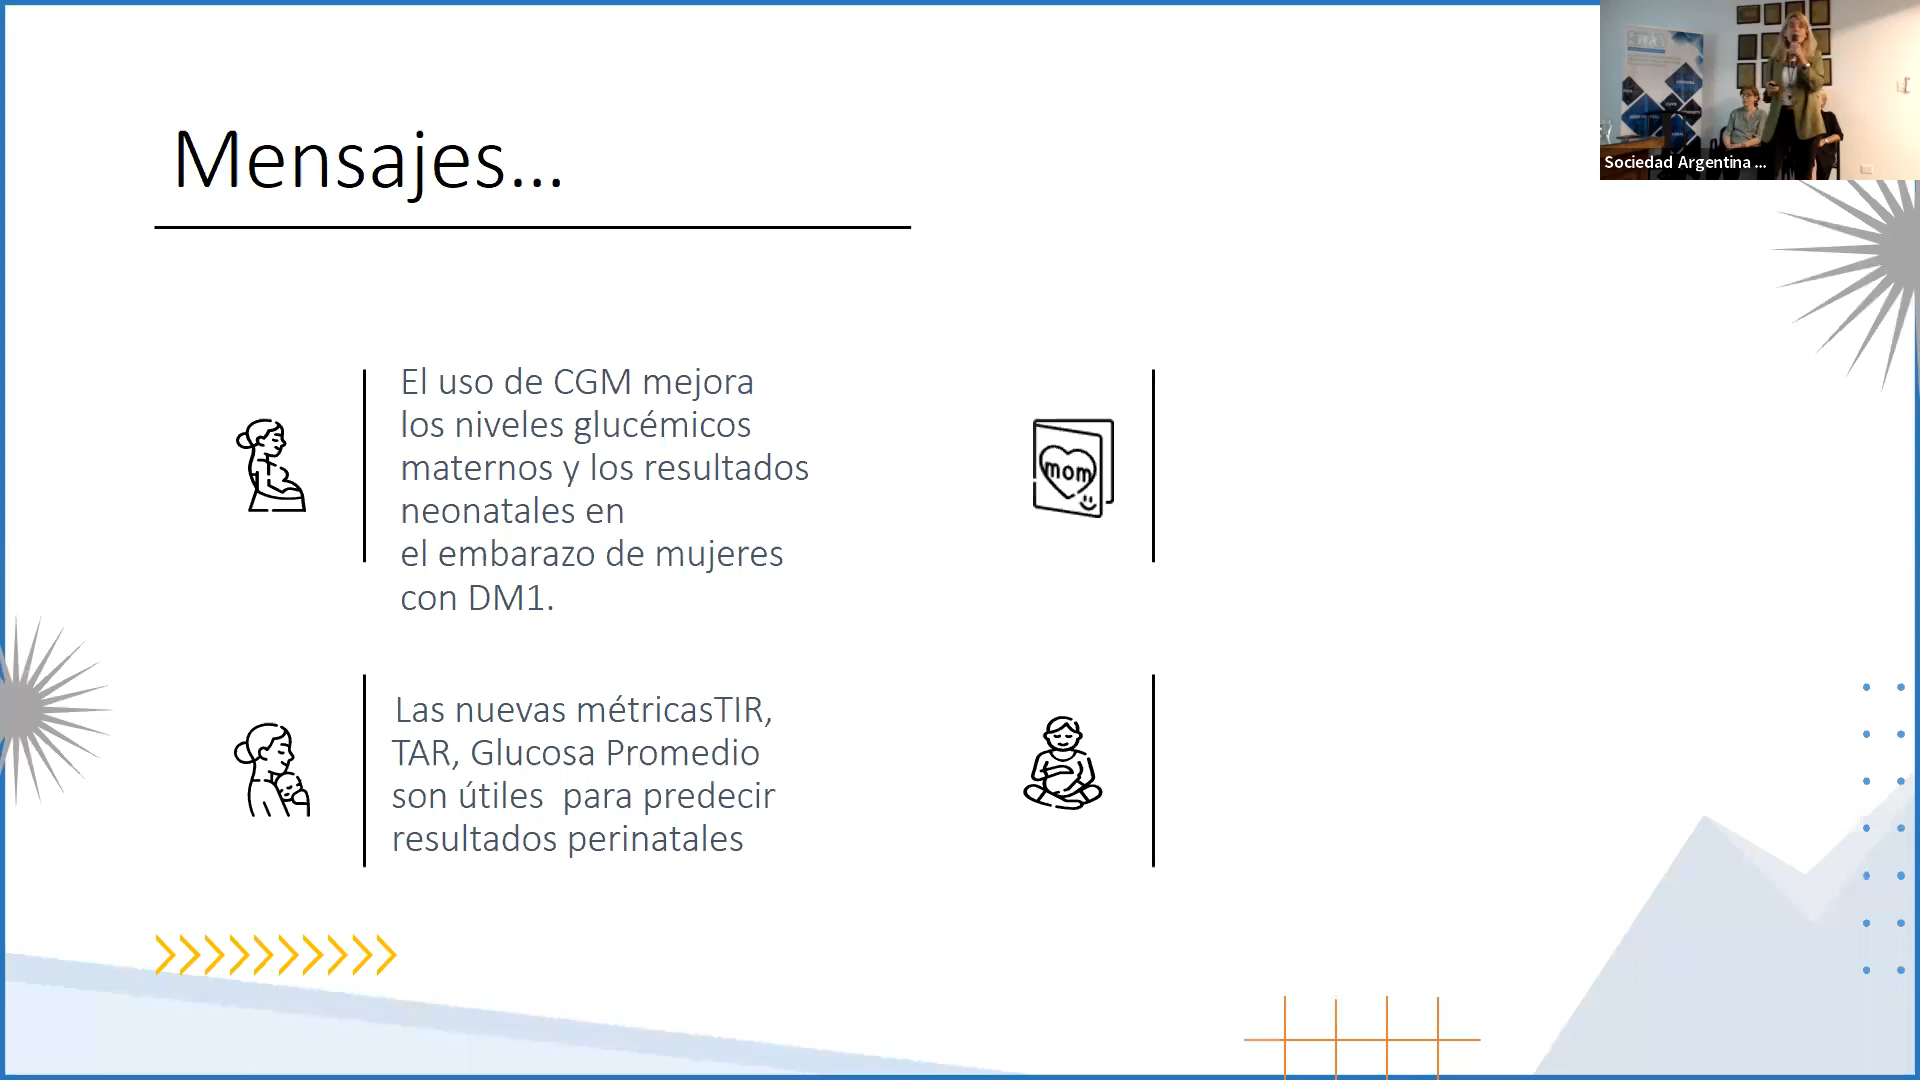 Mensajes...
Sociedad Argentina ...
El uso de CGM mejora
los niveles glucémicos
maternos y los resultados
neonatales en
el embarazo de mujeres
con DM1.
mom
Las nuevas métricasTIR,
TAR, Glucosa Promedio
son útiles  para predecir
resultados perinatales